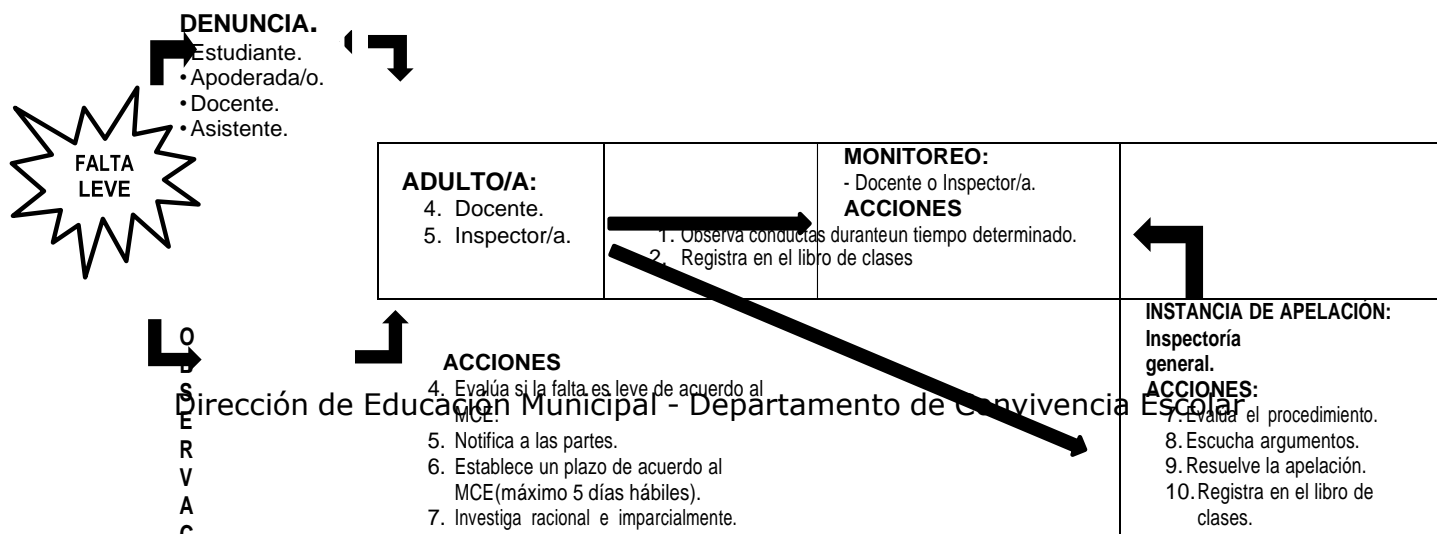 DENUNCIA.
Estudiante.
• Apoderada/o.
• Docente.
• Asistente.
FALTA
LEVE
ADULTO/A:
4. Docente.
5. Inspector/a.
MONITOREO:
- Docente o Inspector/a.
ACCIONES
1. Observa conductas duranteun tiempo determinado.
2. Registra en el libro de clases
INSTANCIA DE APELACIÓN:
Inspectoría
general.
ACCIONES:
7. Evalúa el procedimiento.
8. Escucha argumentos.
9. Resuelve la apelación.
10. Registra en el libro de
clases.
O
B
S
E
R
V
A
C
ACCIONES
4. Evalúa si la falta es leve de acuerdo al
MCE.
5. Notifica a las partes.
6. Establece un plazo de acuerdo al
MCE(máximo 5 días hábiles).
7. Investiga racional e imparcialmente.
Dirección de Educación Municipal - Departamento de Convivencia Escolar